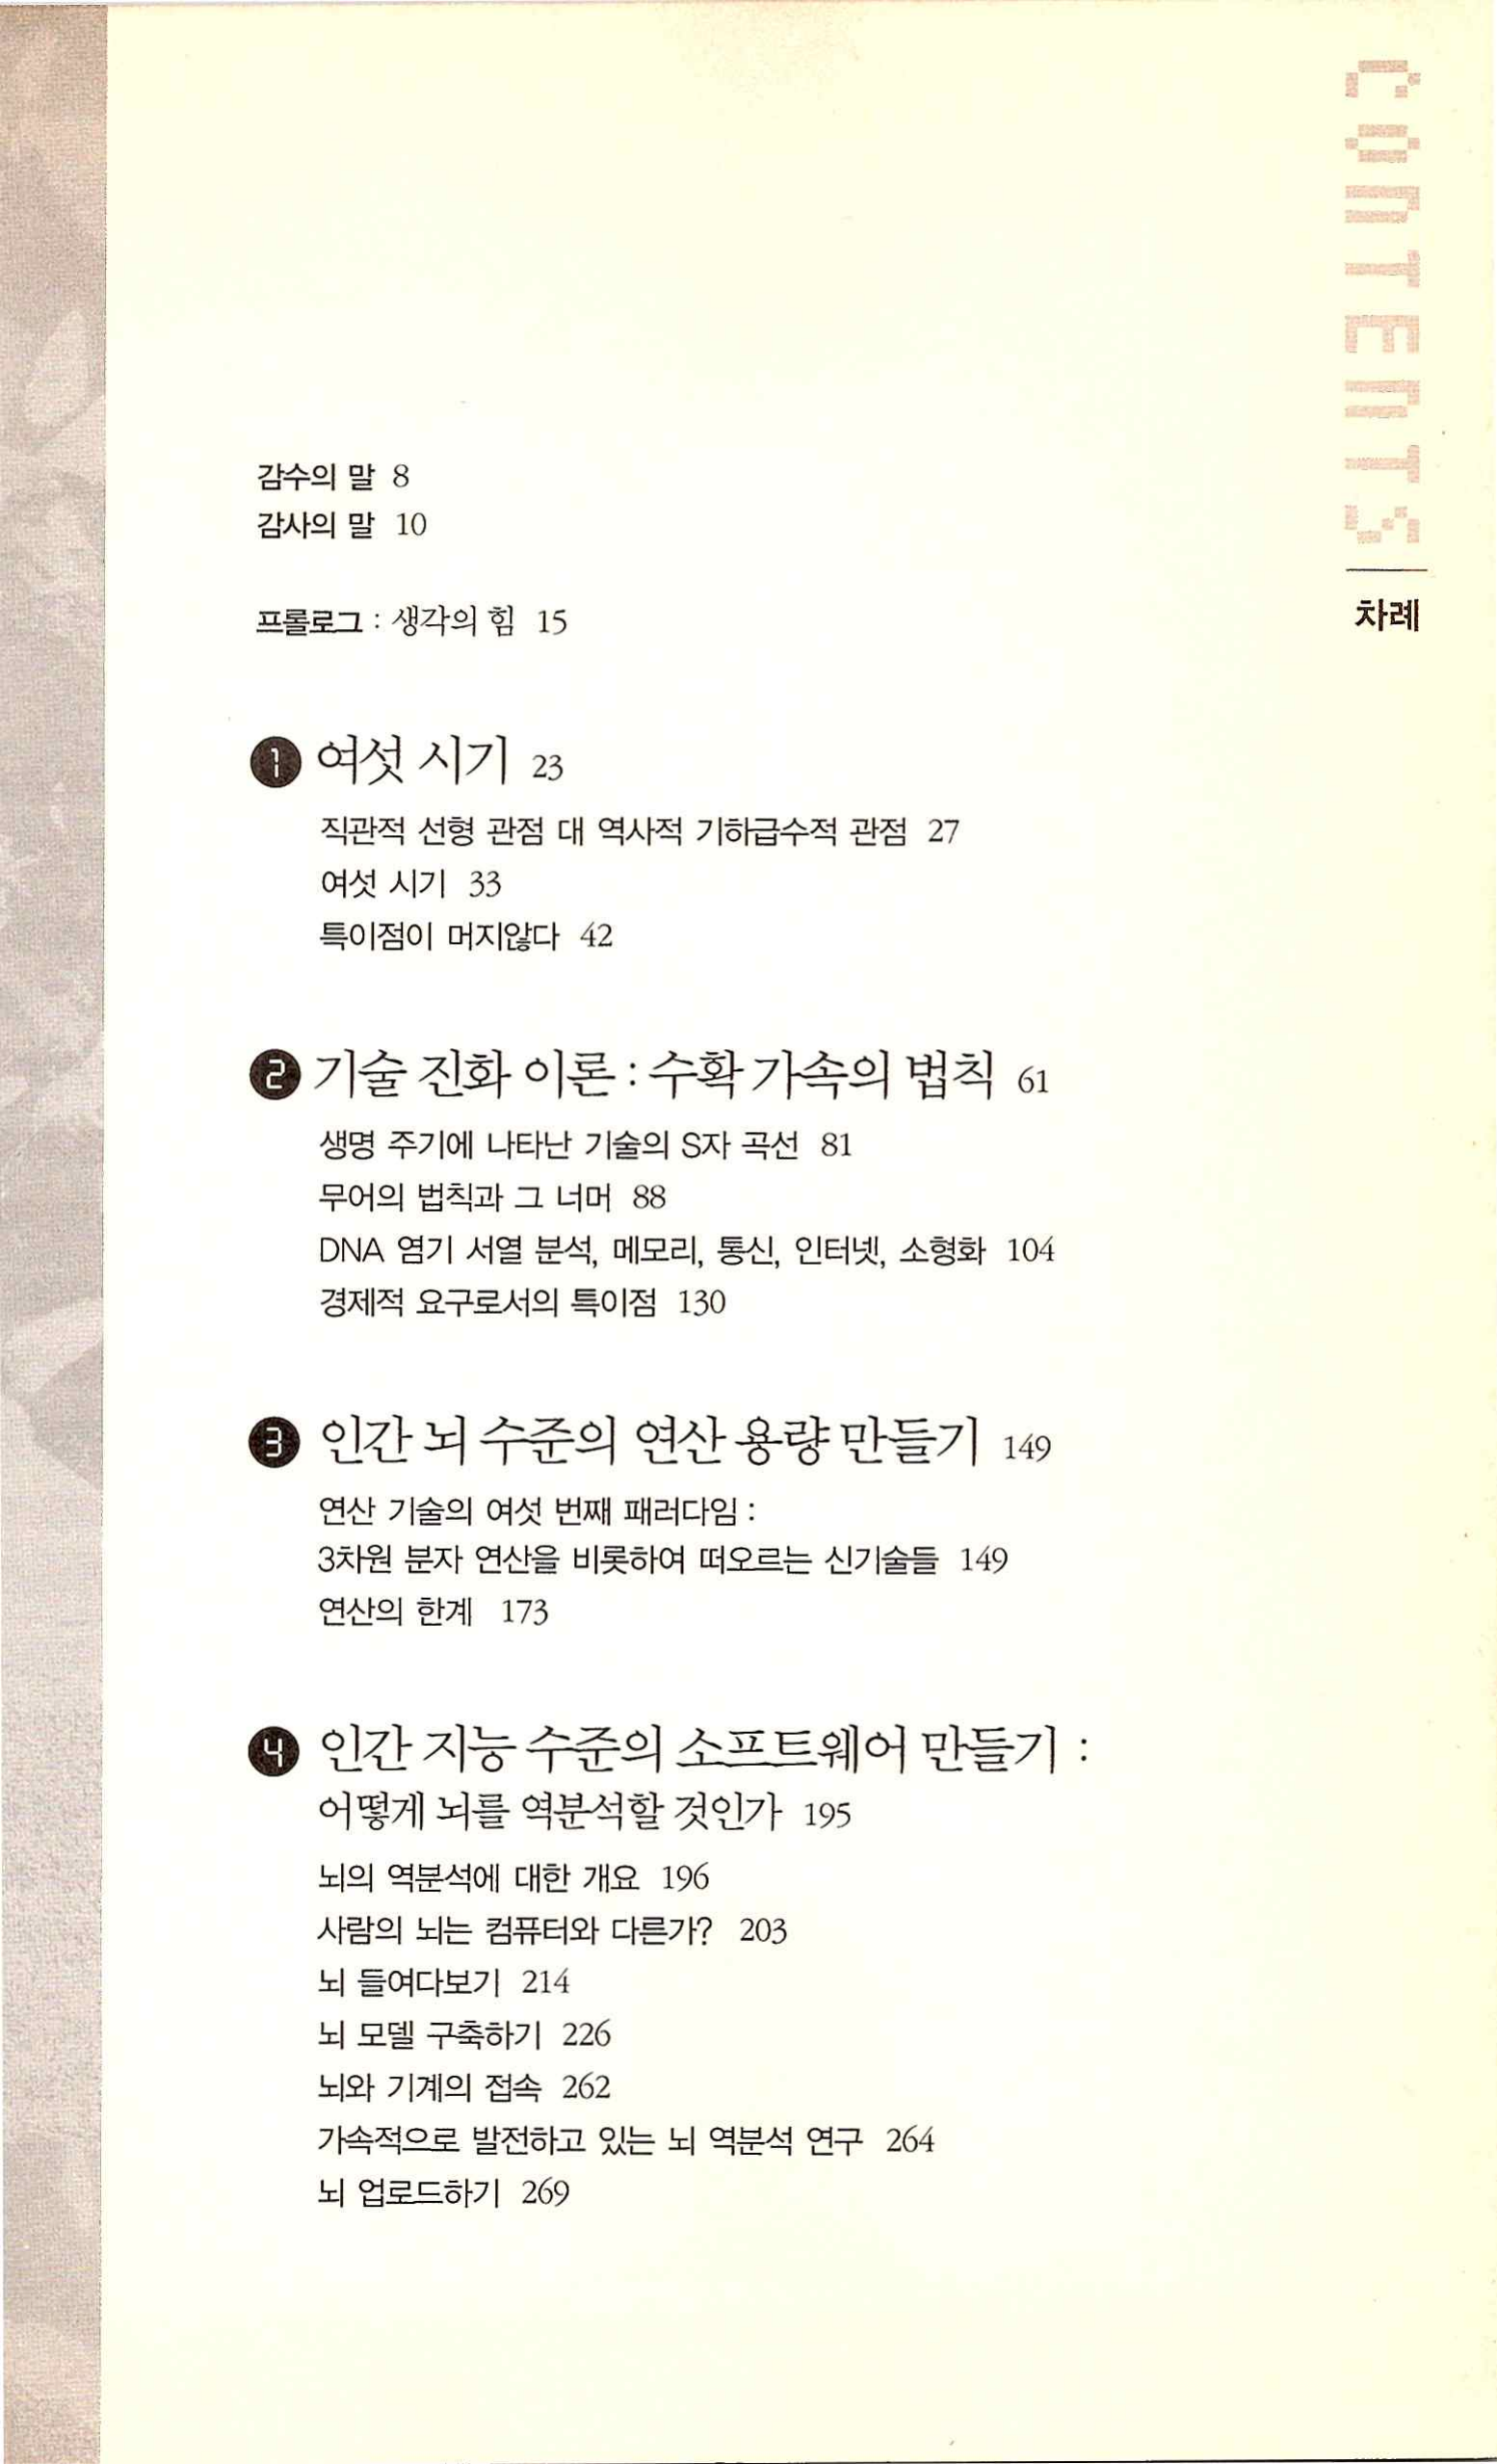 CONTENTS
차례
감수의 말 8
감사의 말 10
프롤로그 : 생각의 힘 15
1 여섯 시기 23
직관적 선형 관점 대 역사적 기하급수적 관점 27
여섯 시기 33
특이점이 머지않다 42
2 기술 진화 이론 : 수확 가속의 법칙 61
생명 주기에 나타난 기술의 S자 곡선 81
무어의 법칙과 그 너머 88
DNA 염기 서열 분석, 메모리, 통신, 인터넷, 소형화 104
경제적 요구로서의 특이점 130
3 인간 뇌 수준의 연산 용량 만들기 149
연산 기술의 여섯 번째 패러다임 :
3차원 분자 연산을 비롯하여 떠오르는 신기술들 149
연산의 한계 173
4 인간 지능 수준의 소프트웨어 만들기 :
어떻게 뇌를 역분석할 것인가 195
뇌의 역분석에 대한 개요 196
사람의 뇌는 컴퓨터와 다른가? 203
뇌 들여다보기 214
뇌 모델 구축하기 226
뇌와 기계의 접속 262
가속적으로 발전하고 있는 뇌 역분석 연구 264
뇌 업로드하기 269